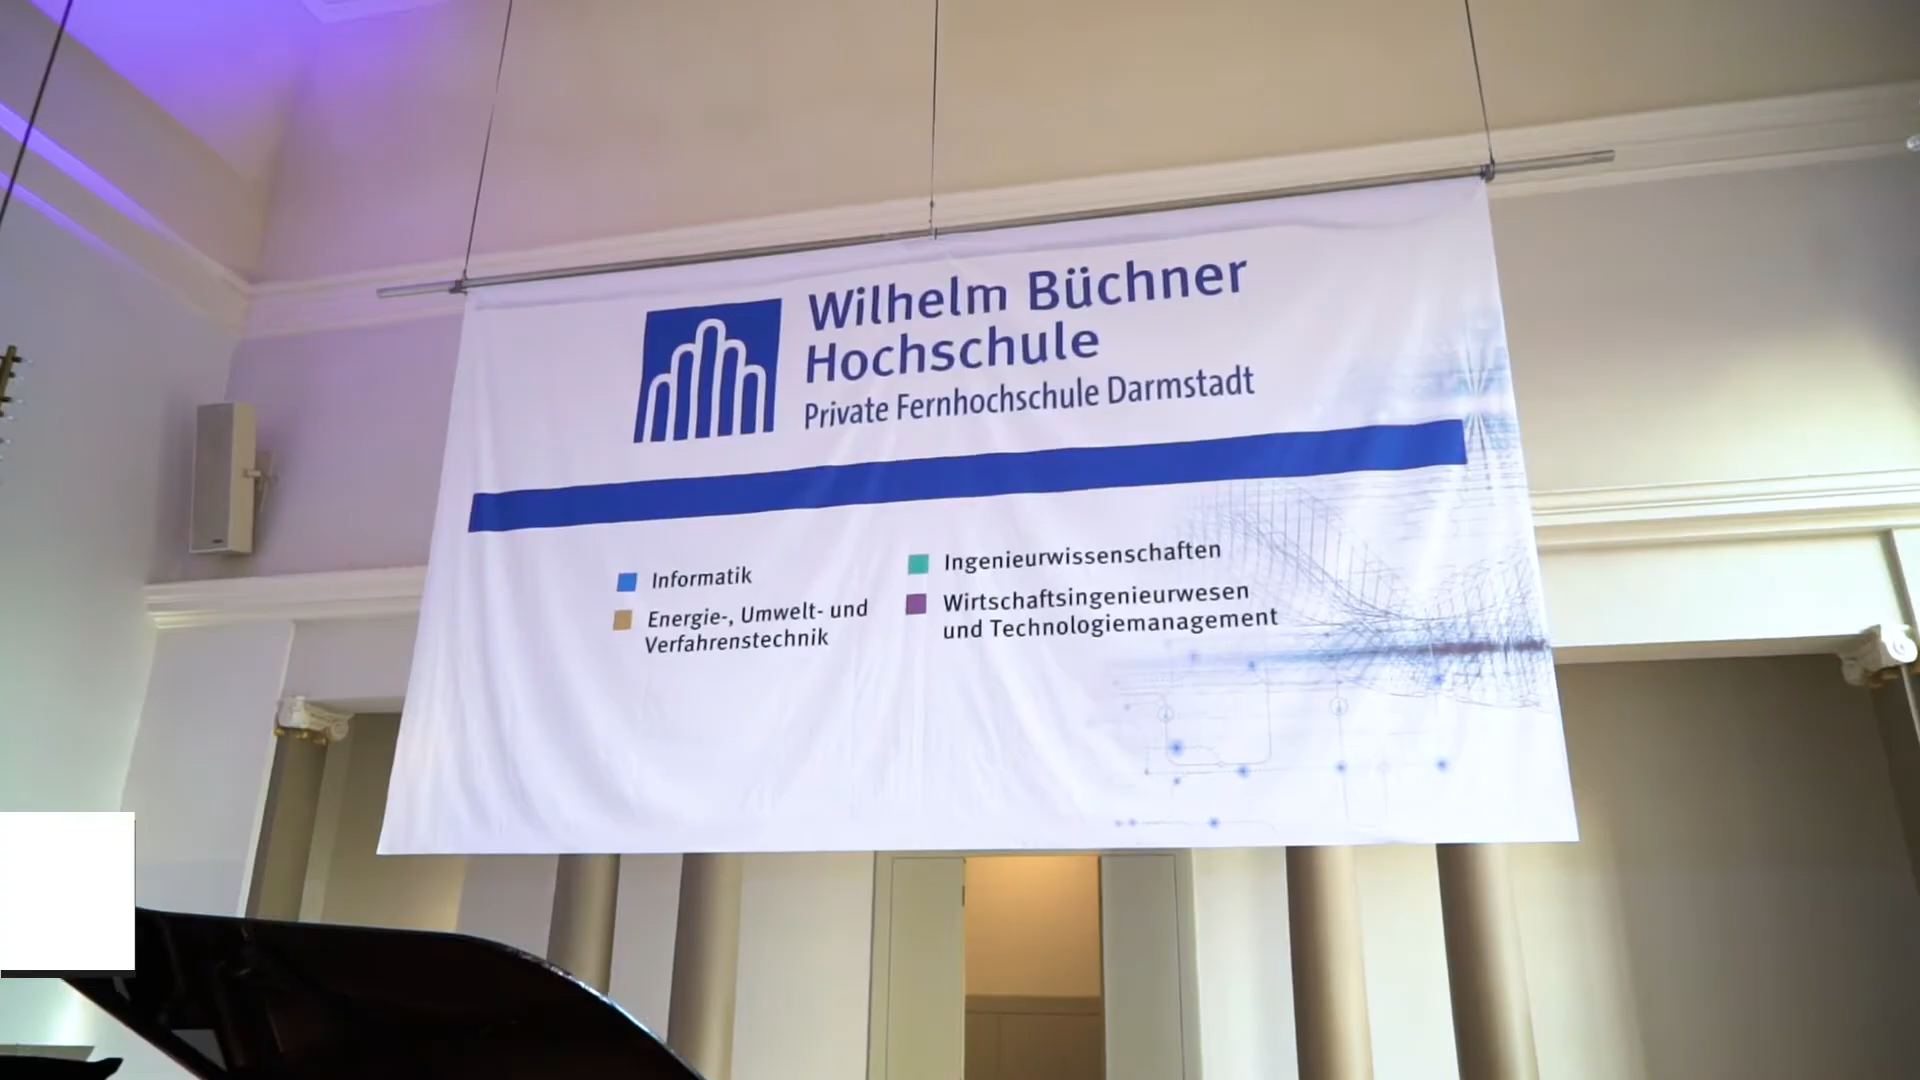 Wilhelm Büchner
Hochschule
Private Fernhochschule Darmstadt
Informatik
Energie-, Umwelt- und
Verfahrenstechnik
Ingenieurwissenschaften
Wirtschaftsingenieurwesen
und Technologiemanagement